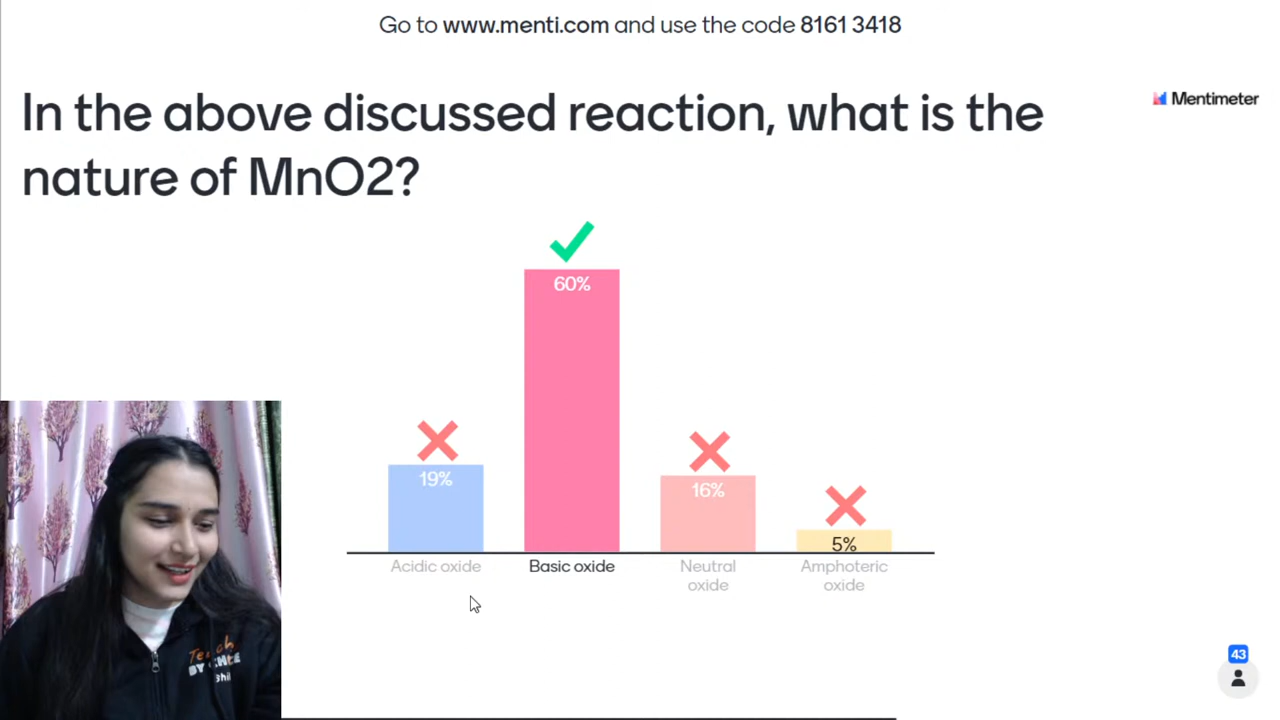 Go to www.menti.com and use the code 8161 3418
In the above discussed reaction, what is the
nature of MnO2?
Mentimeter
60%
19%
16%
5%
Acidic oxide
Basic oxide
Neutral
oxide
Amphoteric
oxide
BY
43